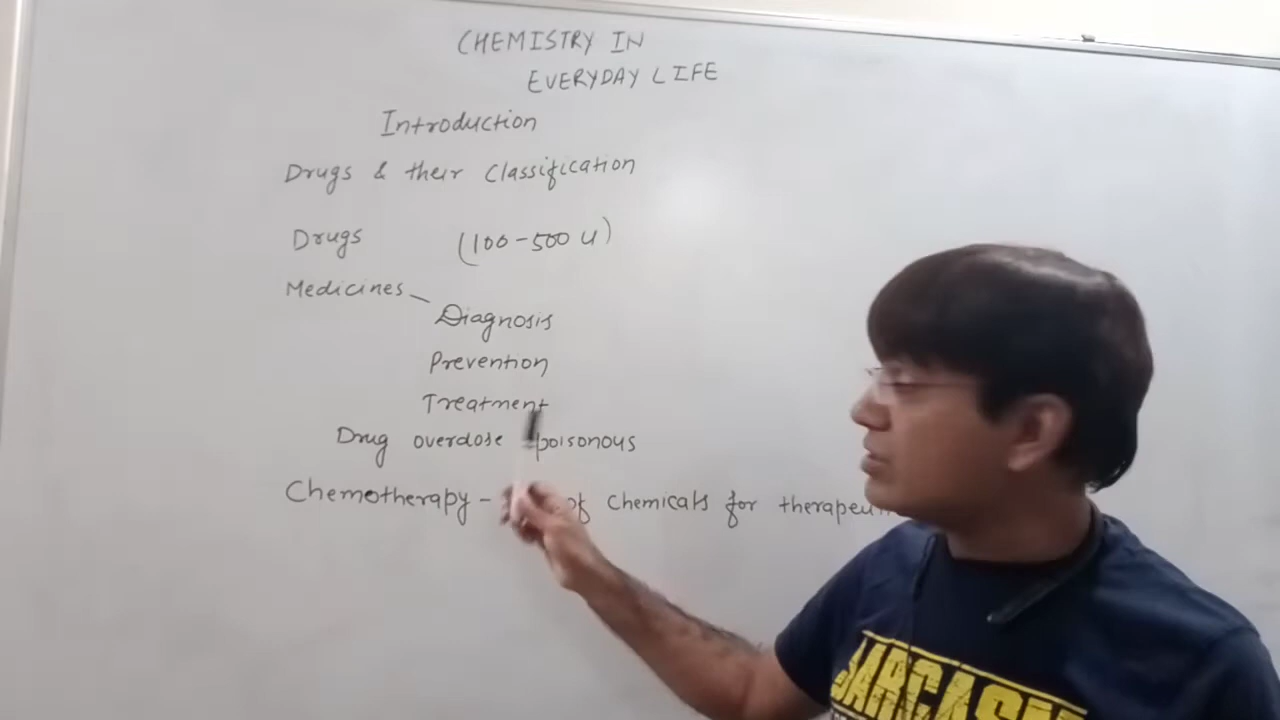 CHEMISTRY IN
EVERYDAY LIFE
Introduction
Drugs & their Classification
Drugs (100-500 u)
Medicines - Diagnosis
Prevention
Treatment
Drug overdose poisonous
Chemotherapy - of Chemicals for
SARCASM